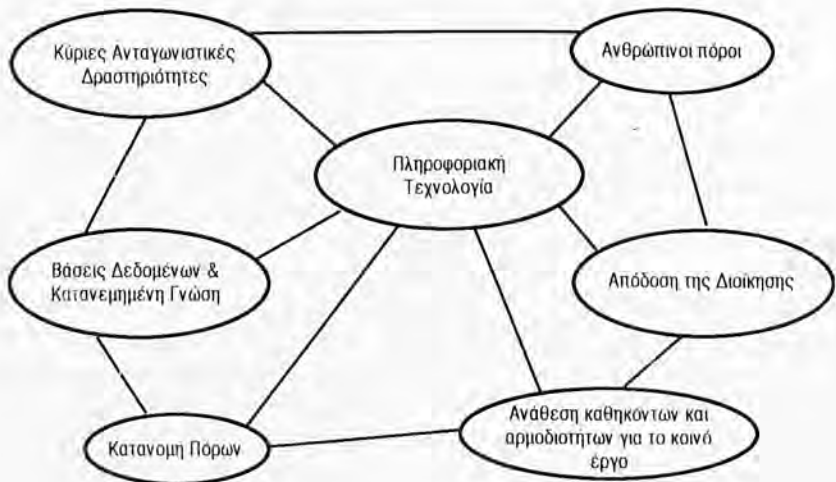 Κύριες Ανταγωνιστικές
Δραστηριότητες
Ανθρώπινοι πόροι
Πληροφοριακή
Τεχνολογία
Βάσεις Δεδομένων &
Κατανεμημένη Γνώση
Απόδοση της Διοίκησης
Κατανομη Πόρων
Ανάθεση καθηκόντων και
αρμοδιοτήτων για το κοινό
έργο